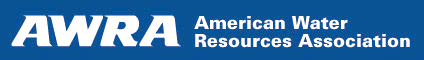 AWRA
American Water
Resources Association